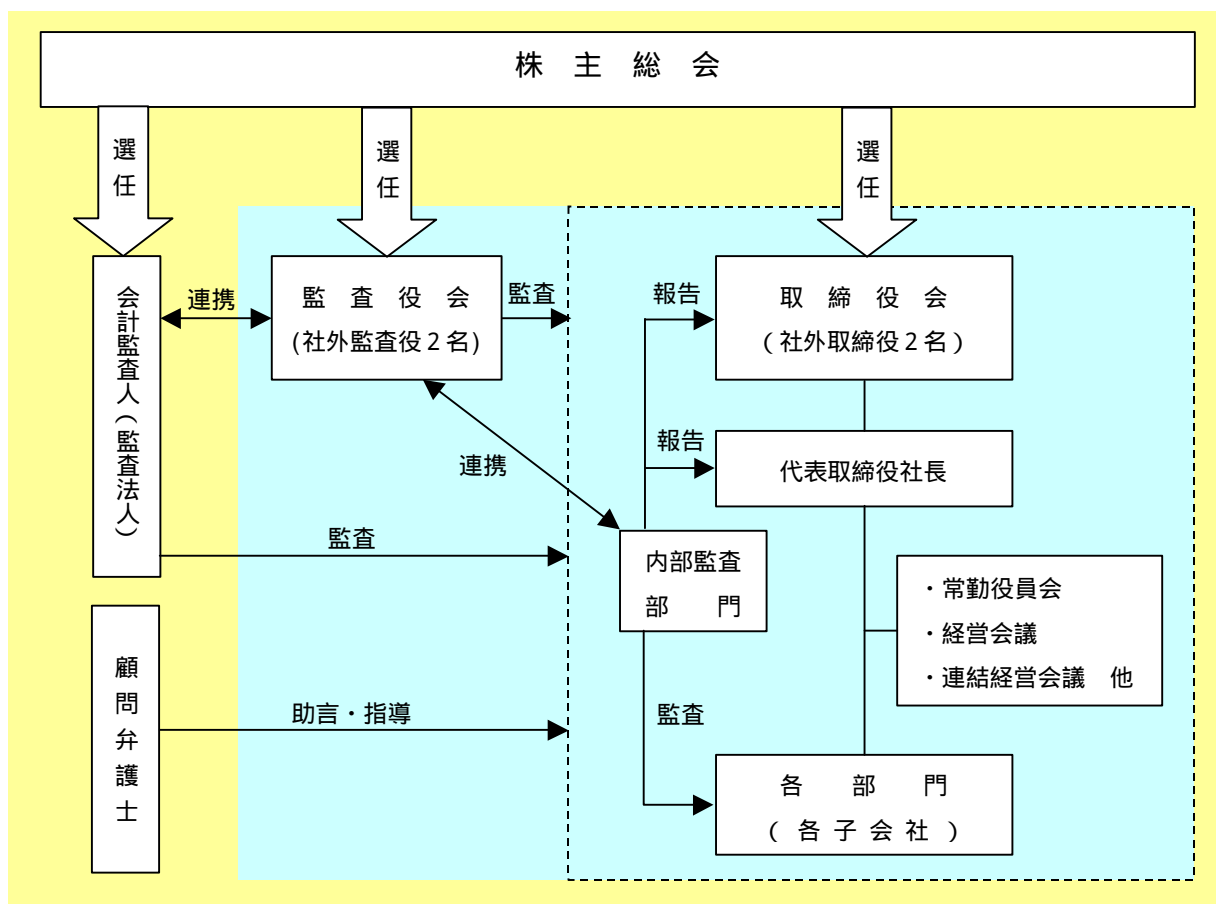 株 主 総 会
選任
選任
選任
会計監査人(監査法人)
連携
監 査 役 会
(社外監査役2名)
監査
報告
取 締 役 会
(社外取締役2名)
報告
代表取締役社長
連携
監査
内部監査
部 門
・常勤役員会
・経営会議
・連結経営会議 他
顧問弁護士
助言・指導
監査
各 部 門
( 各 子 会 社 )